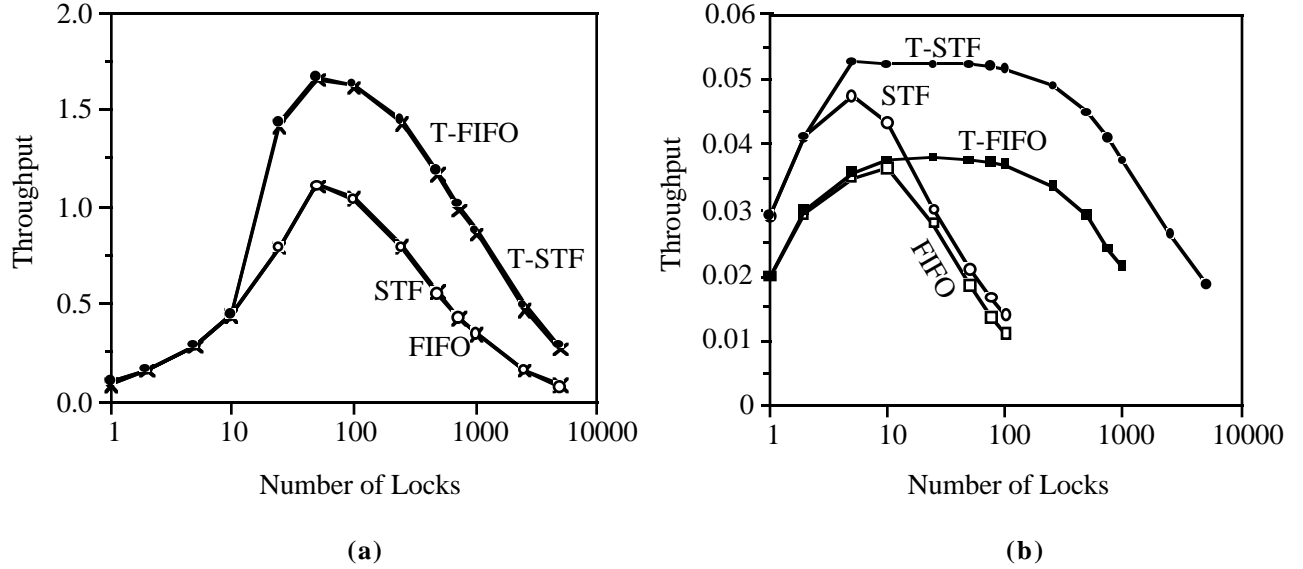 2.0
1.5
1.0
0.5
0.0
Throughput
T-FIFO
T-STF
STF
FIFO
1
10
100
1000
10000
Number of Locks
(a)
0.06
0.05
0.04
0.03
0.02
0.01
0
Throughput
T-STF
STF
T-FIFO
FIFO
1
10
100
1000
10000
Number of Locks
(b)